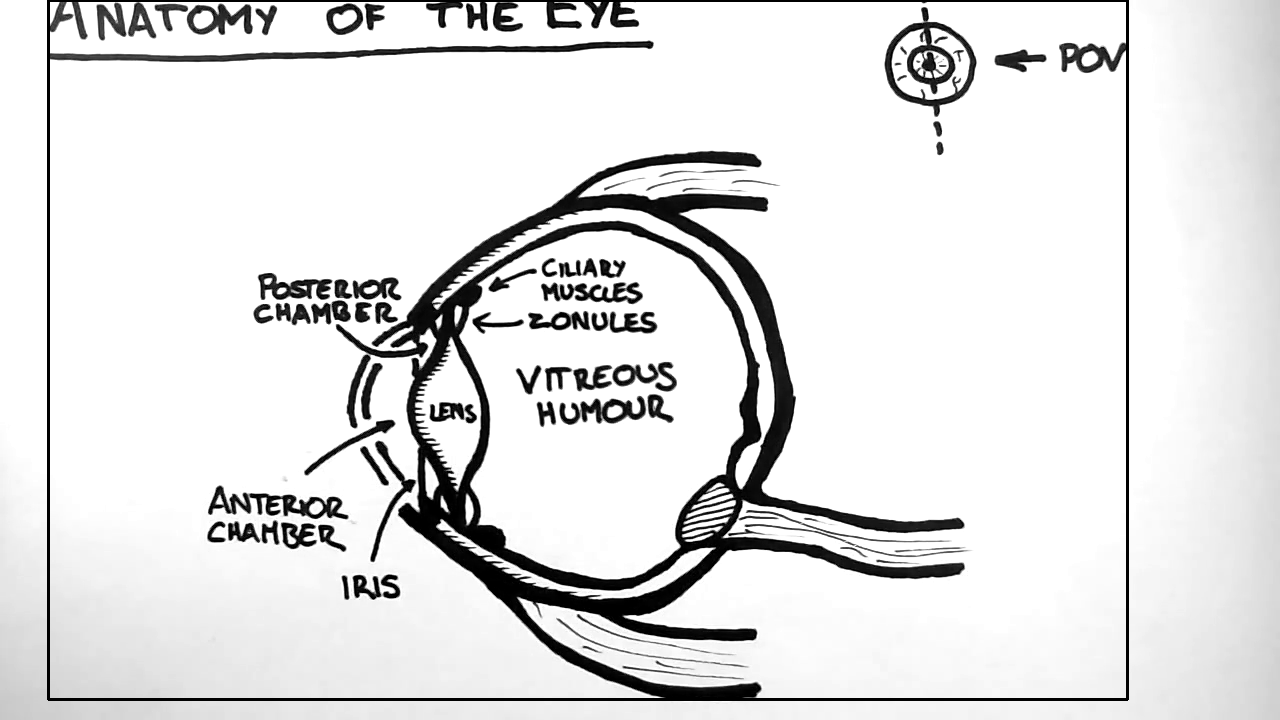 ANATOMY OF THE EYE
POV
CILIARY
MUSCLES
ZONULES
POSTERIOR
CHAMBER
VITREOUS
HUMOUR
LENS
ANTERIOR
CHAMBER
IRIS